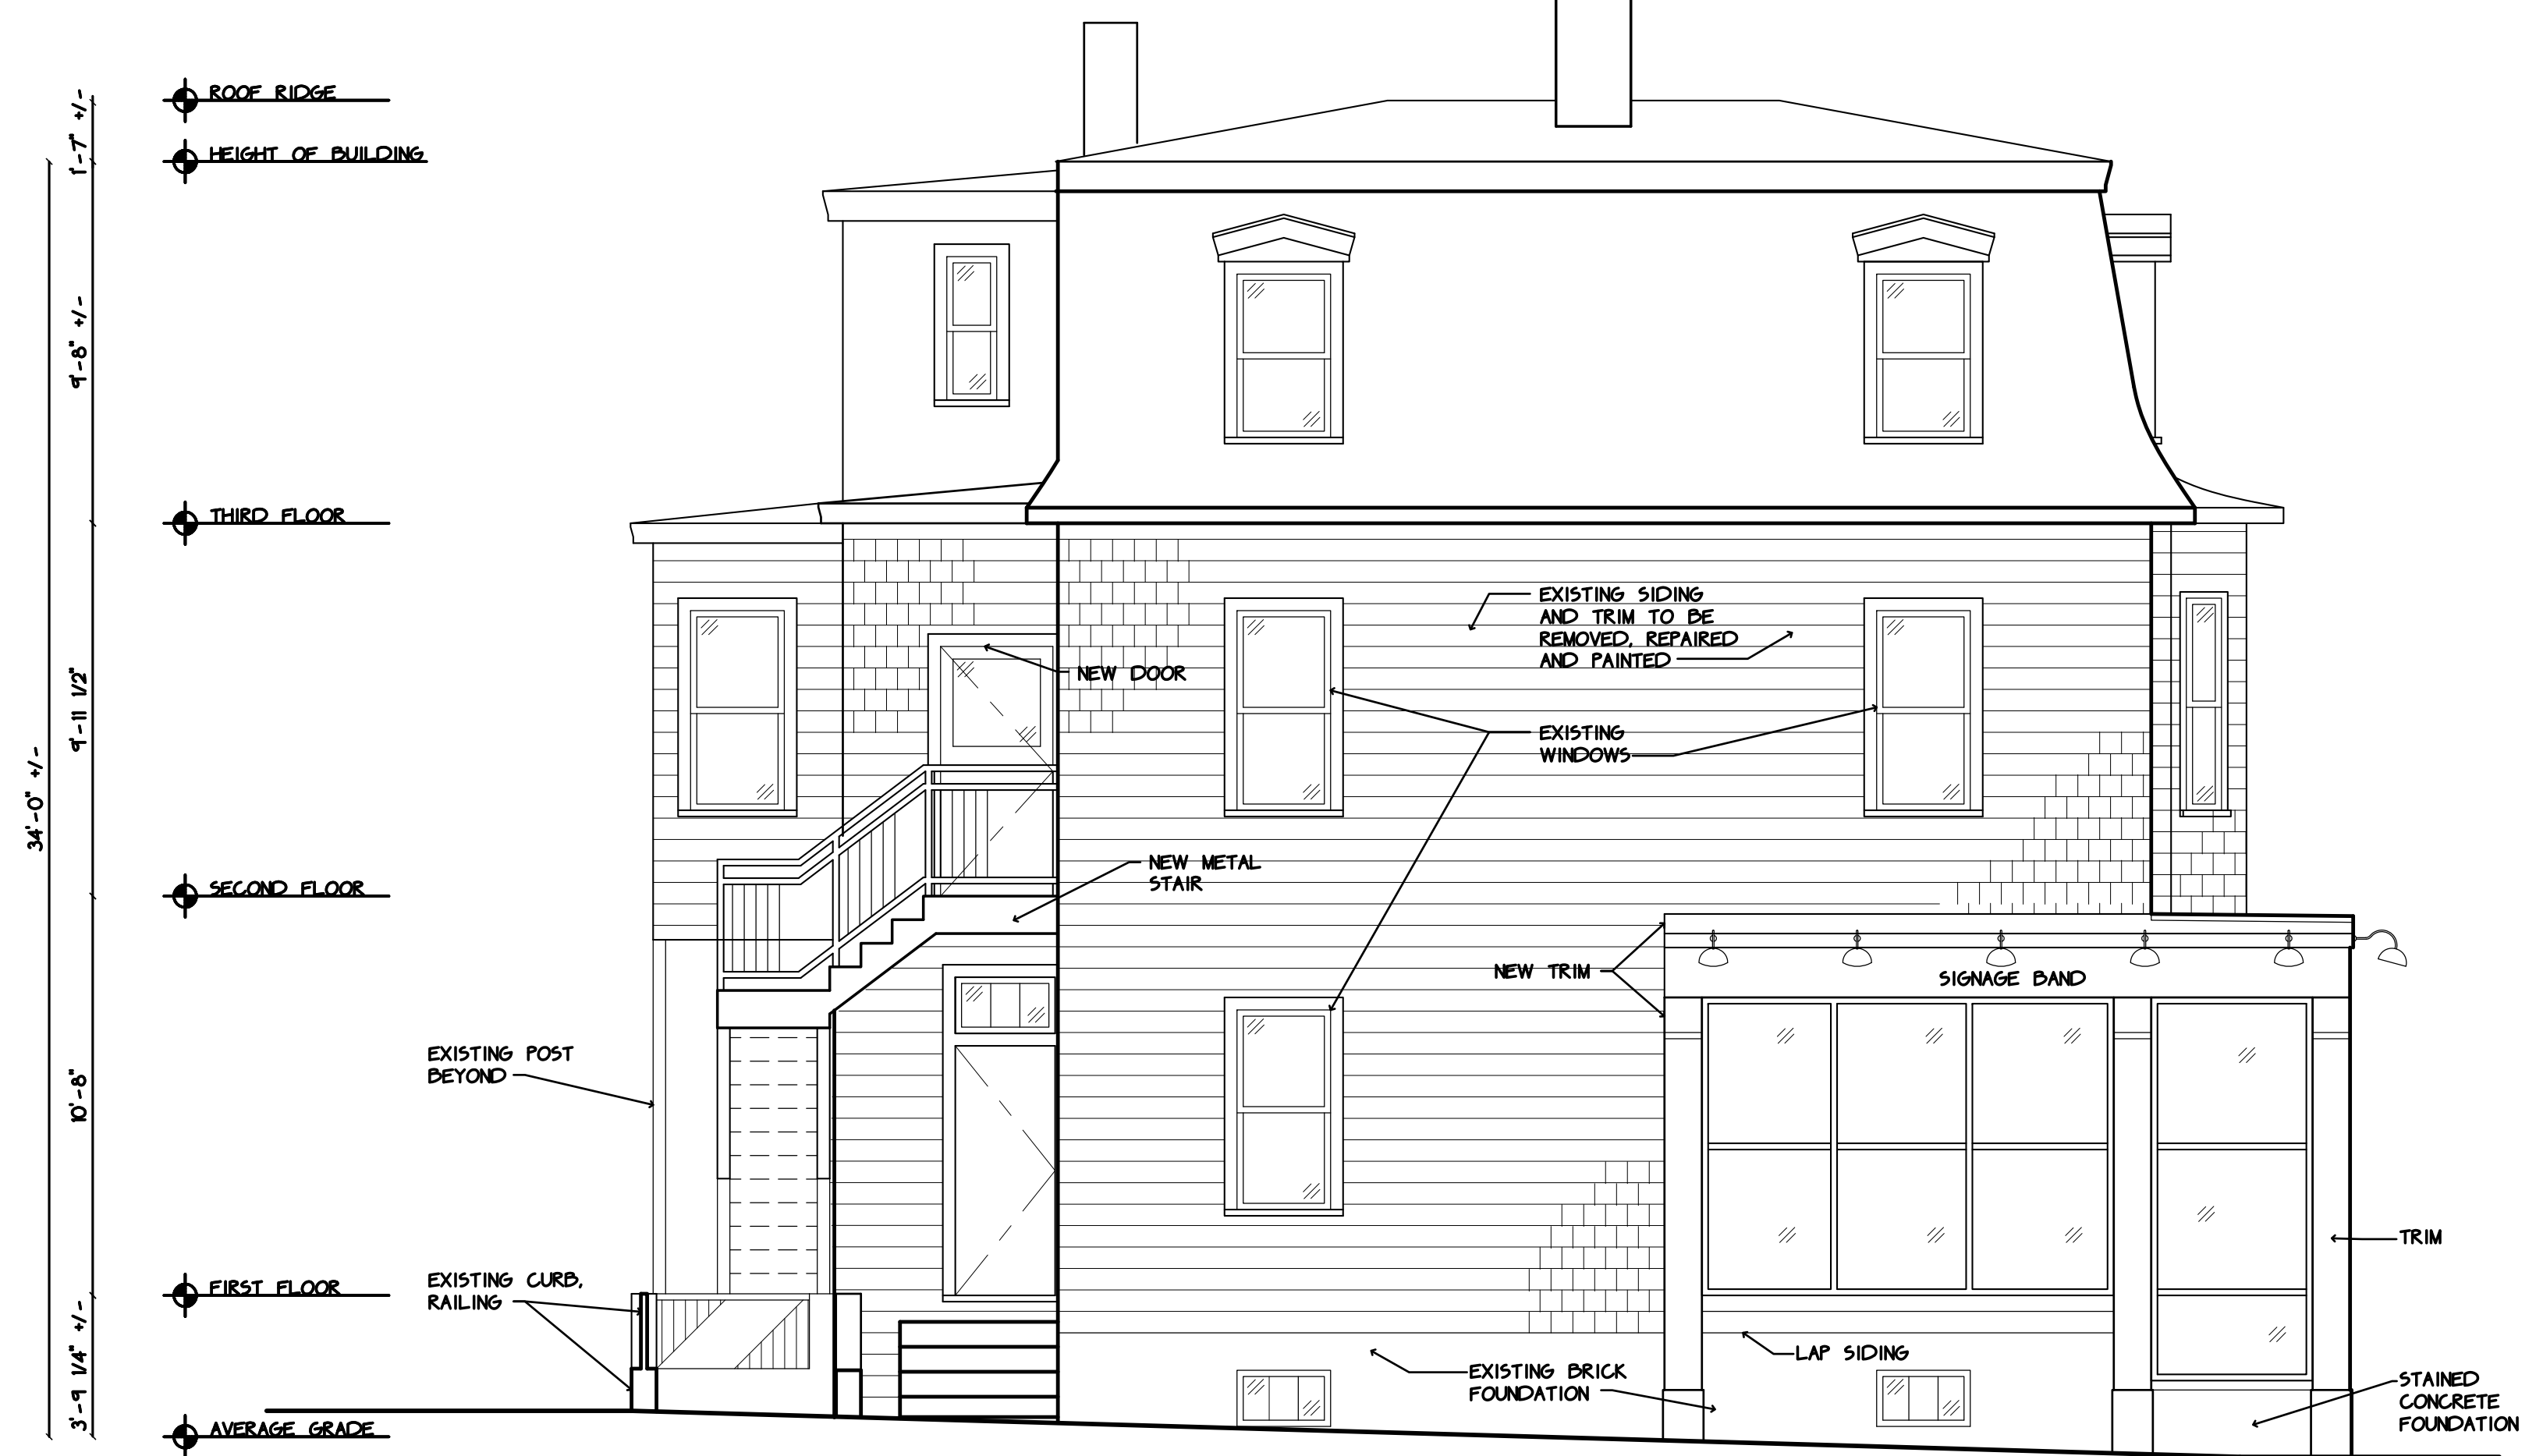 ROOF RIDGE
1'-7" +/-
HEIGHT OF BUILDING
9'-8" +/-
THIRD FLOOR
EXISTING SIDING
AND TRIM TO BE
REMOVED, REPAIRED
AND PAINTED
NEW DOOR
9'-11 1/2"
EXISTING
WINDOWS
34'-0" +/-
NEW METAL
STAIR
SECOND FLOOR
NEW TRIM
SIGNAGE BAND
EXISTING POST
BEYOND
10'-8"
TRIM
EXISTING CURB,
RAILING
FIRST FLOOR
3'-9 1/4" +/-
LAP SIDING
EXISTING BRICK
FOUNDATION
STAINED
CONCRETE
FOUNDATION
AVERAGE GRADE